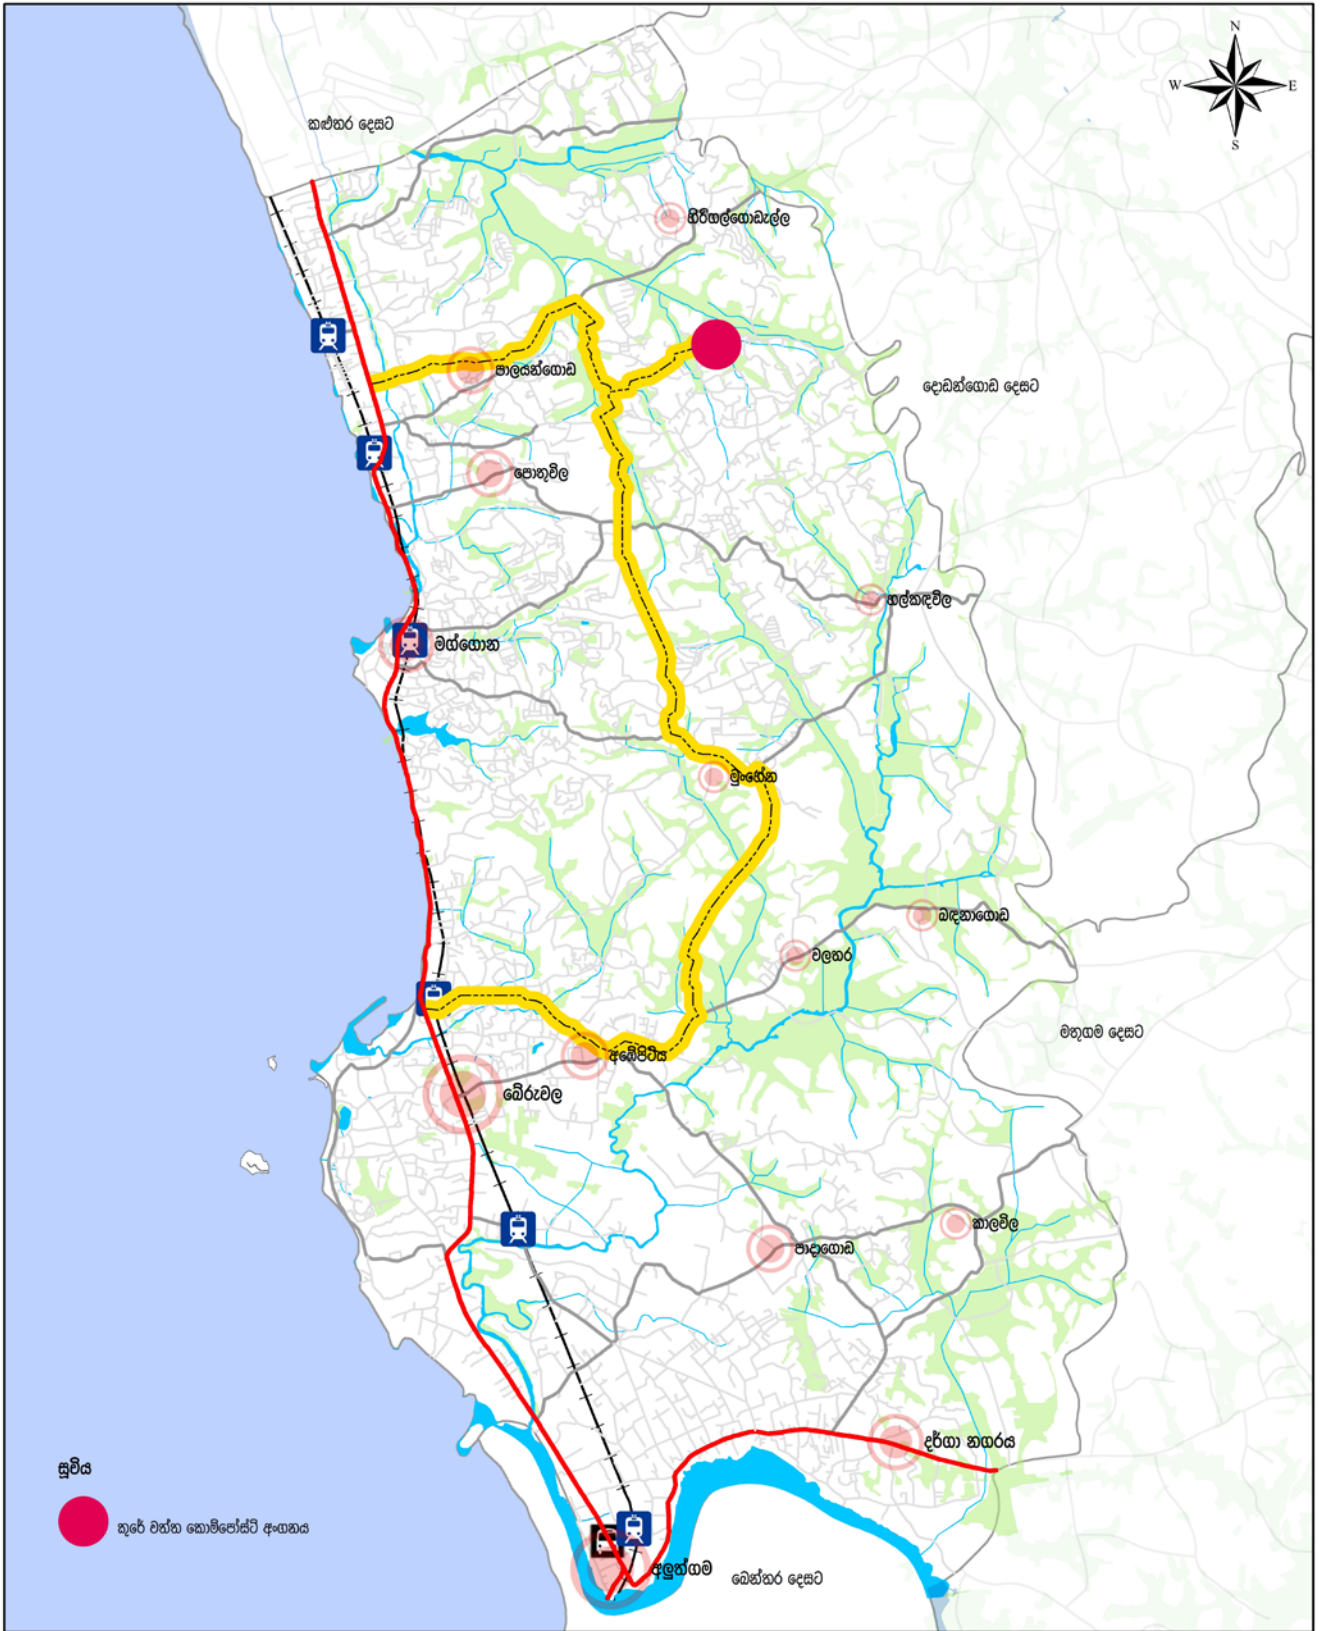 N
W
E
S
කළුතර දෙසට
හිරිගල්ගොඩැල්ල
පාලයන්ගොඩ
දොඩන්ගොඩ දෙසට
පොතුවිල
හල්කඳවිල
මග්ගොන
මුංහේන
බඳනාගොඩ
වලතර
මතුගම දෙසට
අඹේපිටිය
බේරුවල
කාලවිල
පාදාගොඩ
දර්ගා නගරය
සූචිය
කුරේ වත්ත කොම්පෝස්ට් අංගනය
අලුත්ගම
බෙන්තර දෙසට